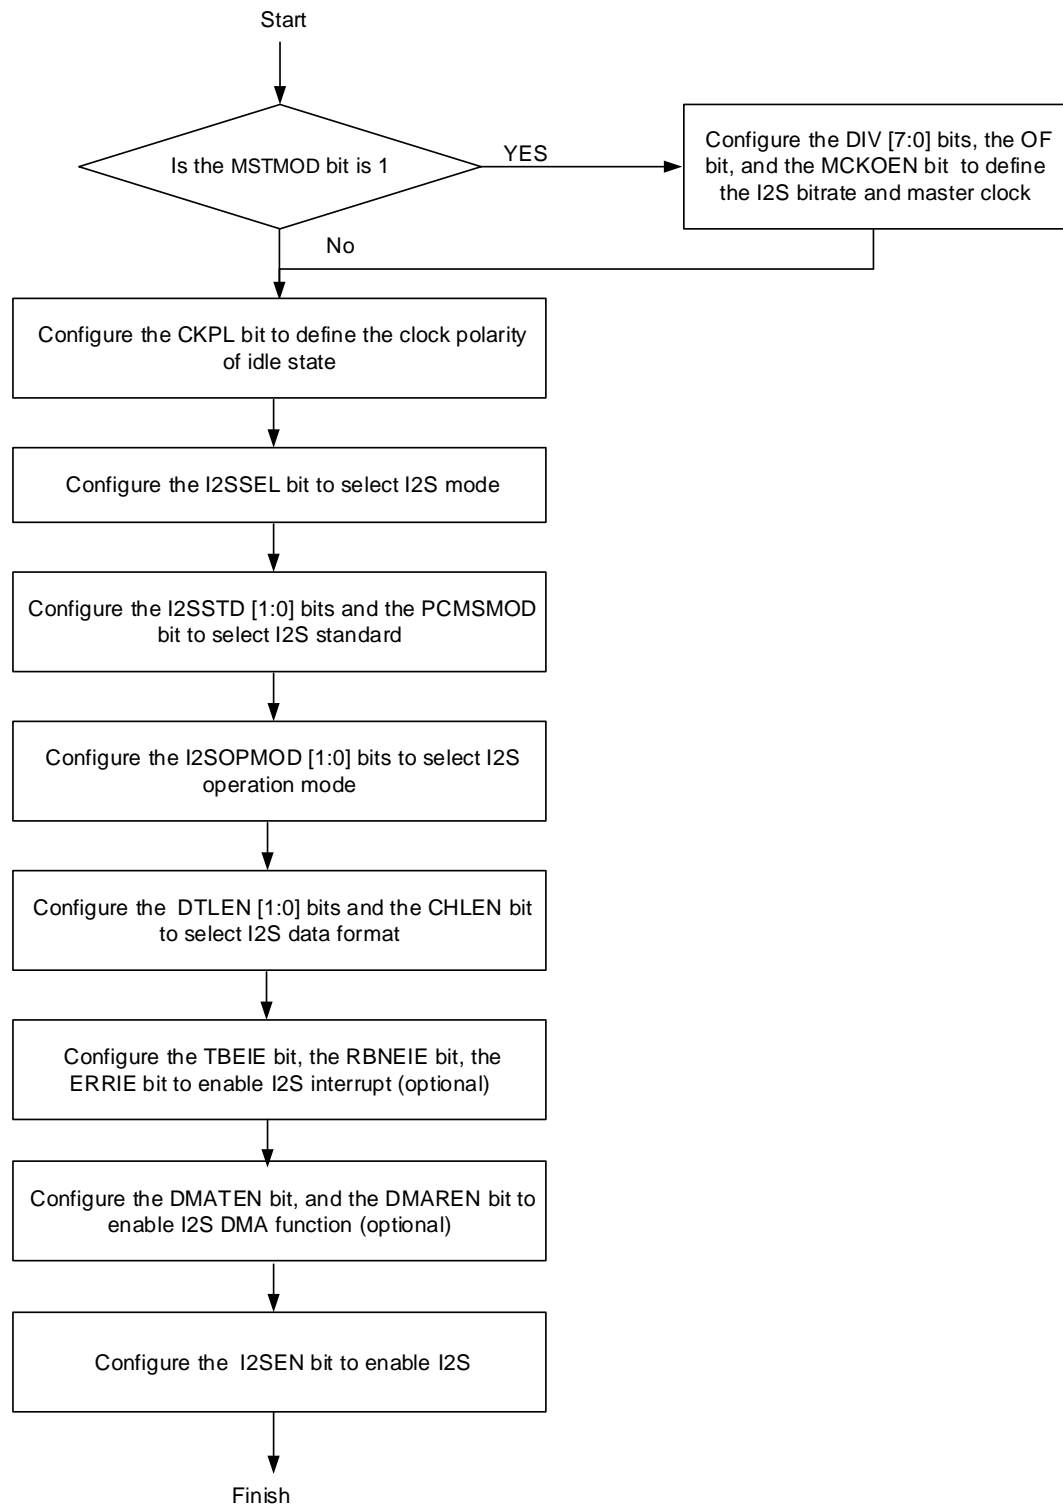 Start
Is the MSTMOD bit is 1
YES
Configure the DIV [7:0] bits, the OF
bit, and the MCKOEN bit to define
the I2S bitrate and master clock
No
Configure the CKPL bit to define the clock polarity
of idle state
Configure the I2SSEL bit to select I2S mode
Configure the I2SSTD [1:0] bits and the PCMSMOD
bit to select I2S standard
Configure the I2SOPMOD [1:0] bits to select I2S
operation mode
Configure the DTLEN [1:0] bits and the CHLEN bit
to select I2S data format
Configure the TBEIE bit, the RBNEIE bit, the
ERRIE bit to enable I2S interrupt (optional)
Configure the DMATEN bit, and the DMAREN bit to
enable I2S DMA function (optional)
Configure the I2SEN bit to enable I2S
Finish